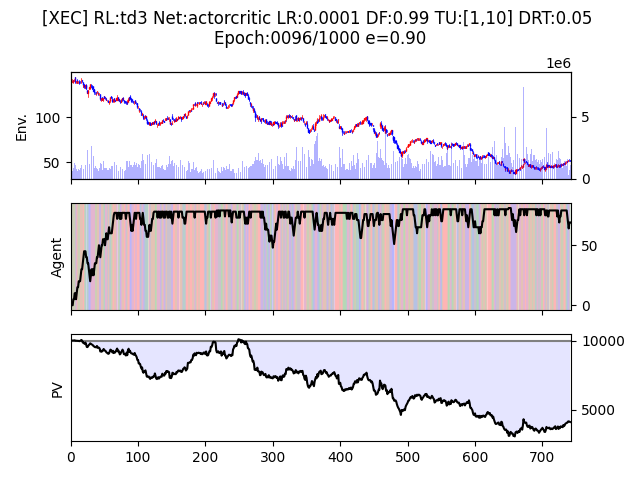 [XEC] RL:td3 Net:actorcritic LR:0.0001 DF:0.99 TU:[1,10] DRT:0.05
Epoch:0096/1000 e=0.90
1e6
Env.
100
50
5
0
Agent
50
0
PV
10000
5000
0 100 200 300 400 500 600 700